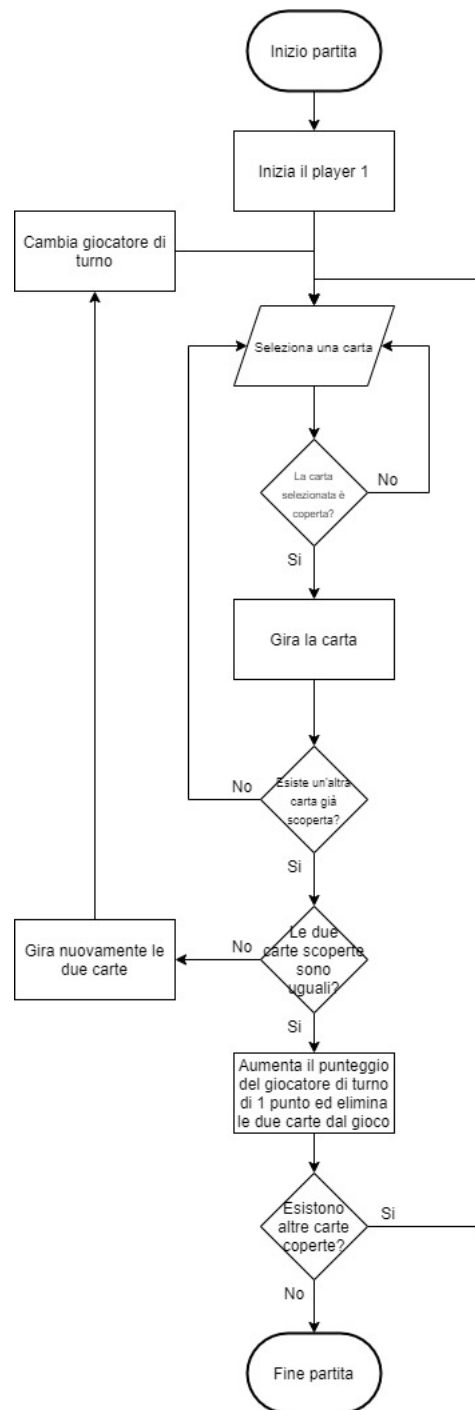 Inizio partita
Inizia il player 1
Cambia giocatore di
turno
Seleziona una carta
La carta
selezionata è
coperta?
No
Si
Gira la carta
Esiste un'altra
carta già
scoperta?
No
Si
Le due
carte scoperte
sono
uguali?
No
Gira nuovamente le
due carte
Si
Aumenta il punteggio
del giocatore di turno
di 1 punto ed elimina
le due carte dal gioco
Esistono
altre carte
coperte?
Si
No
Fine partita